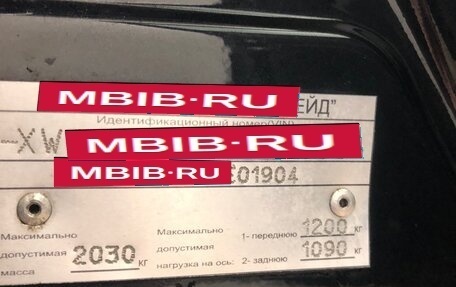 MBIB-RU ЕЙД"
Идентификационный номер(VIN)
XW MBIB-RU
MBIB-RU C01904
Максимально допустимая масса 2030 кг
Максимально допустимая нагрузка на ось:
1- переднюю 1200 кг
2- заднюю 1090 кг